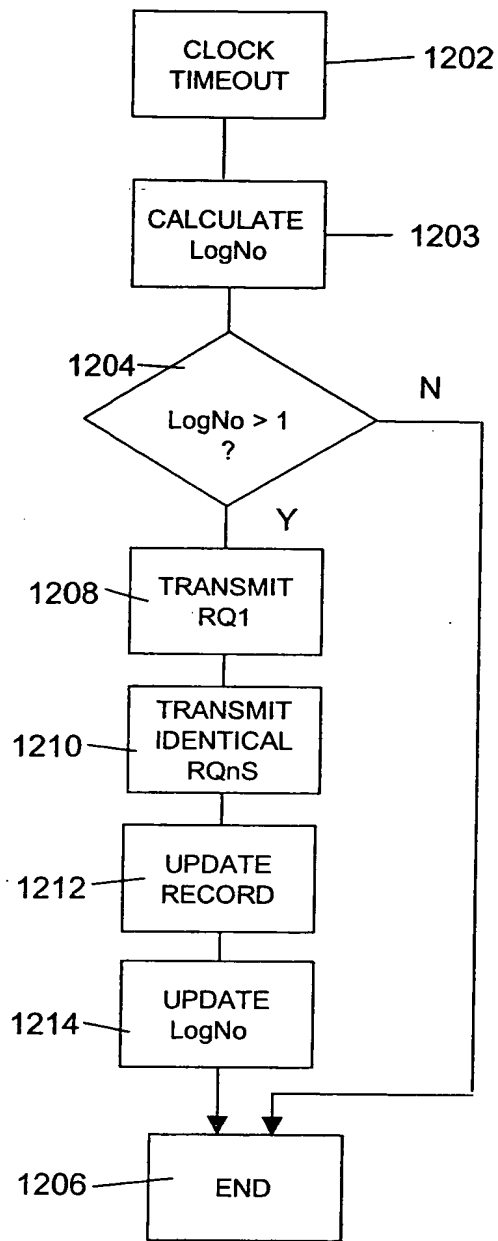 CLOCK
TIMEOUT
1202
CALCULATE
LogNo
1203
1204
LogNo > 1
?
N
Y
1208
TRANSMIT
RQ1
1210
TRANSMIT
IDENTICAL
RQnS
1212
UPDATE
RECORD
1214
UPDATE
LogNo
1206
END